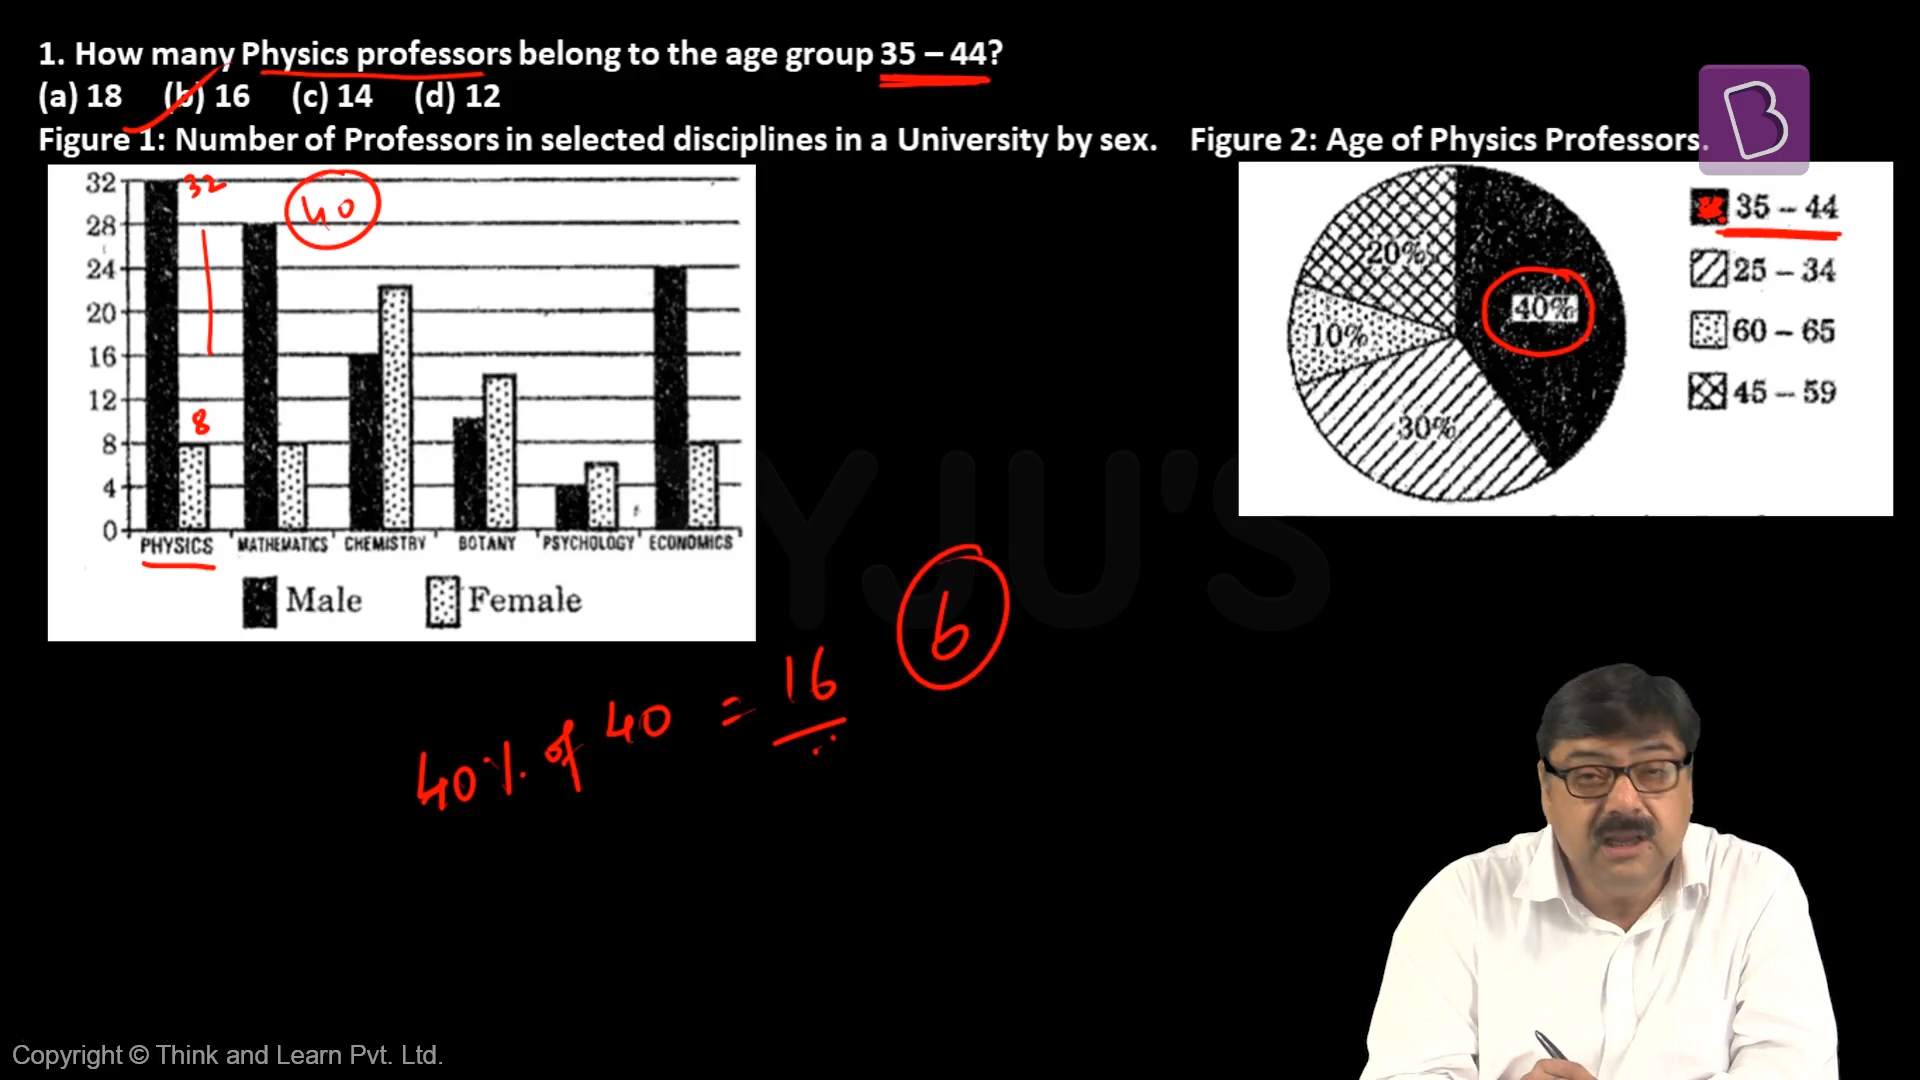 1. How many Physics professors belong to the age group 35 – 44?
(a) 18 (b) 16 (c) 14 (d) 12
Figure 1: Number of Professors in selected disciplines in a University by sex. Figure 2: Age of Physics Professors.
B
32
28
24
20
16
12
8
4
0
32
40
8
PHYSICS MATHEMATICS CHEMISTRY BOTANY PSYCHOLOGY ECONOMICS
Male Female
20%
40%
10%
30%
35 – 44
25 – 34
60 – 65
45 – 59
YJU'S
40% of 40 = 16
b
Copyright © Think and Learn Pvt. Ltd.